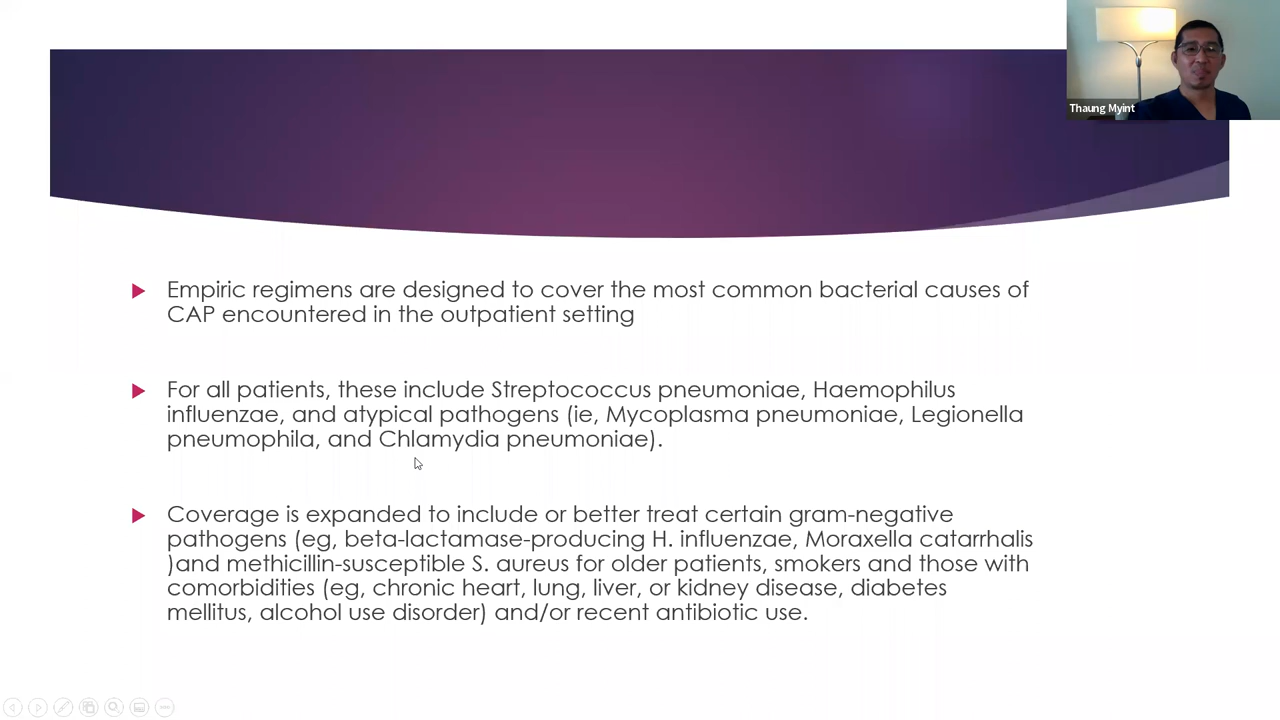 Thaung Myint
Empiric regimens are designed to cover the most common bacterial causes of
CAP encountered in the outpatient setting
For all patients, these include Streptococcus pneumoniae, Haemophilus
influenzae, and atypical pathogens (ie, Mycoplasma pneumoniae, Legionella
pneumophila, and Chlamydia pneumoniae).
Coverage is expanded to include or better treat certain gram-negative
pathogens (eg, beta-lactamase-producing H. influenzae, Moraxella catarrhalis
)and methicillin-susceptible S. aureus for older patients, smokers and those with
comorbidities (eg, chronic heart, lung, liver, or kidney disease, diabetes
mellitus, alcohol use disorder) and/or recent antibiotic use.